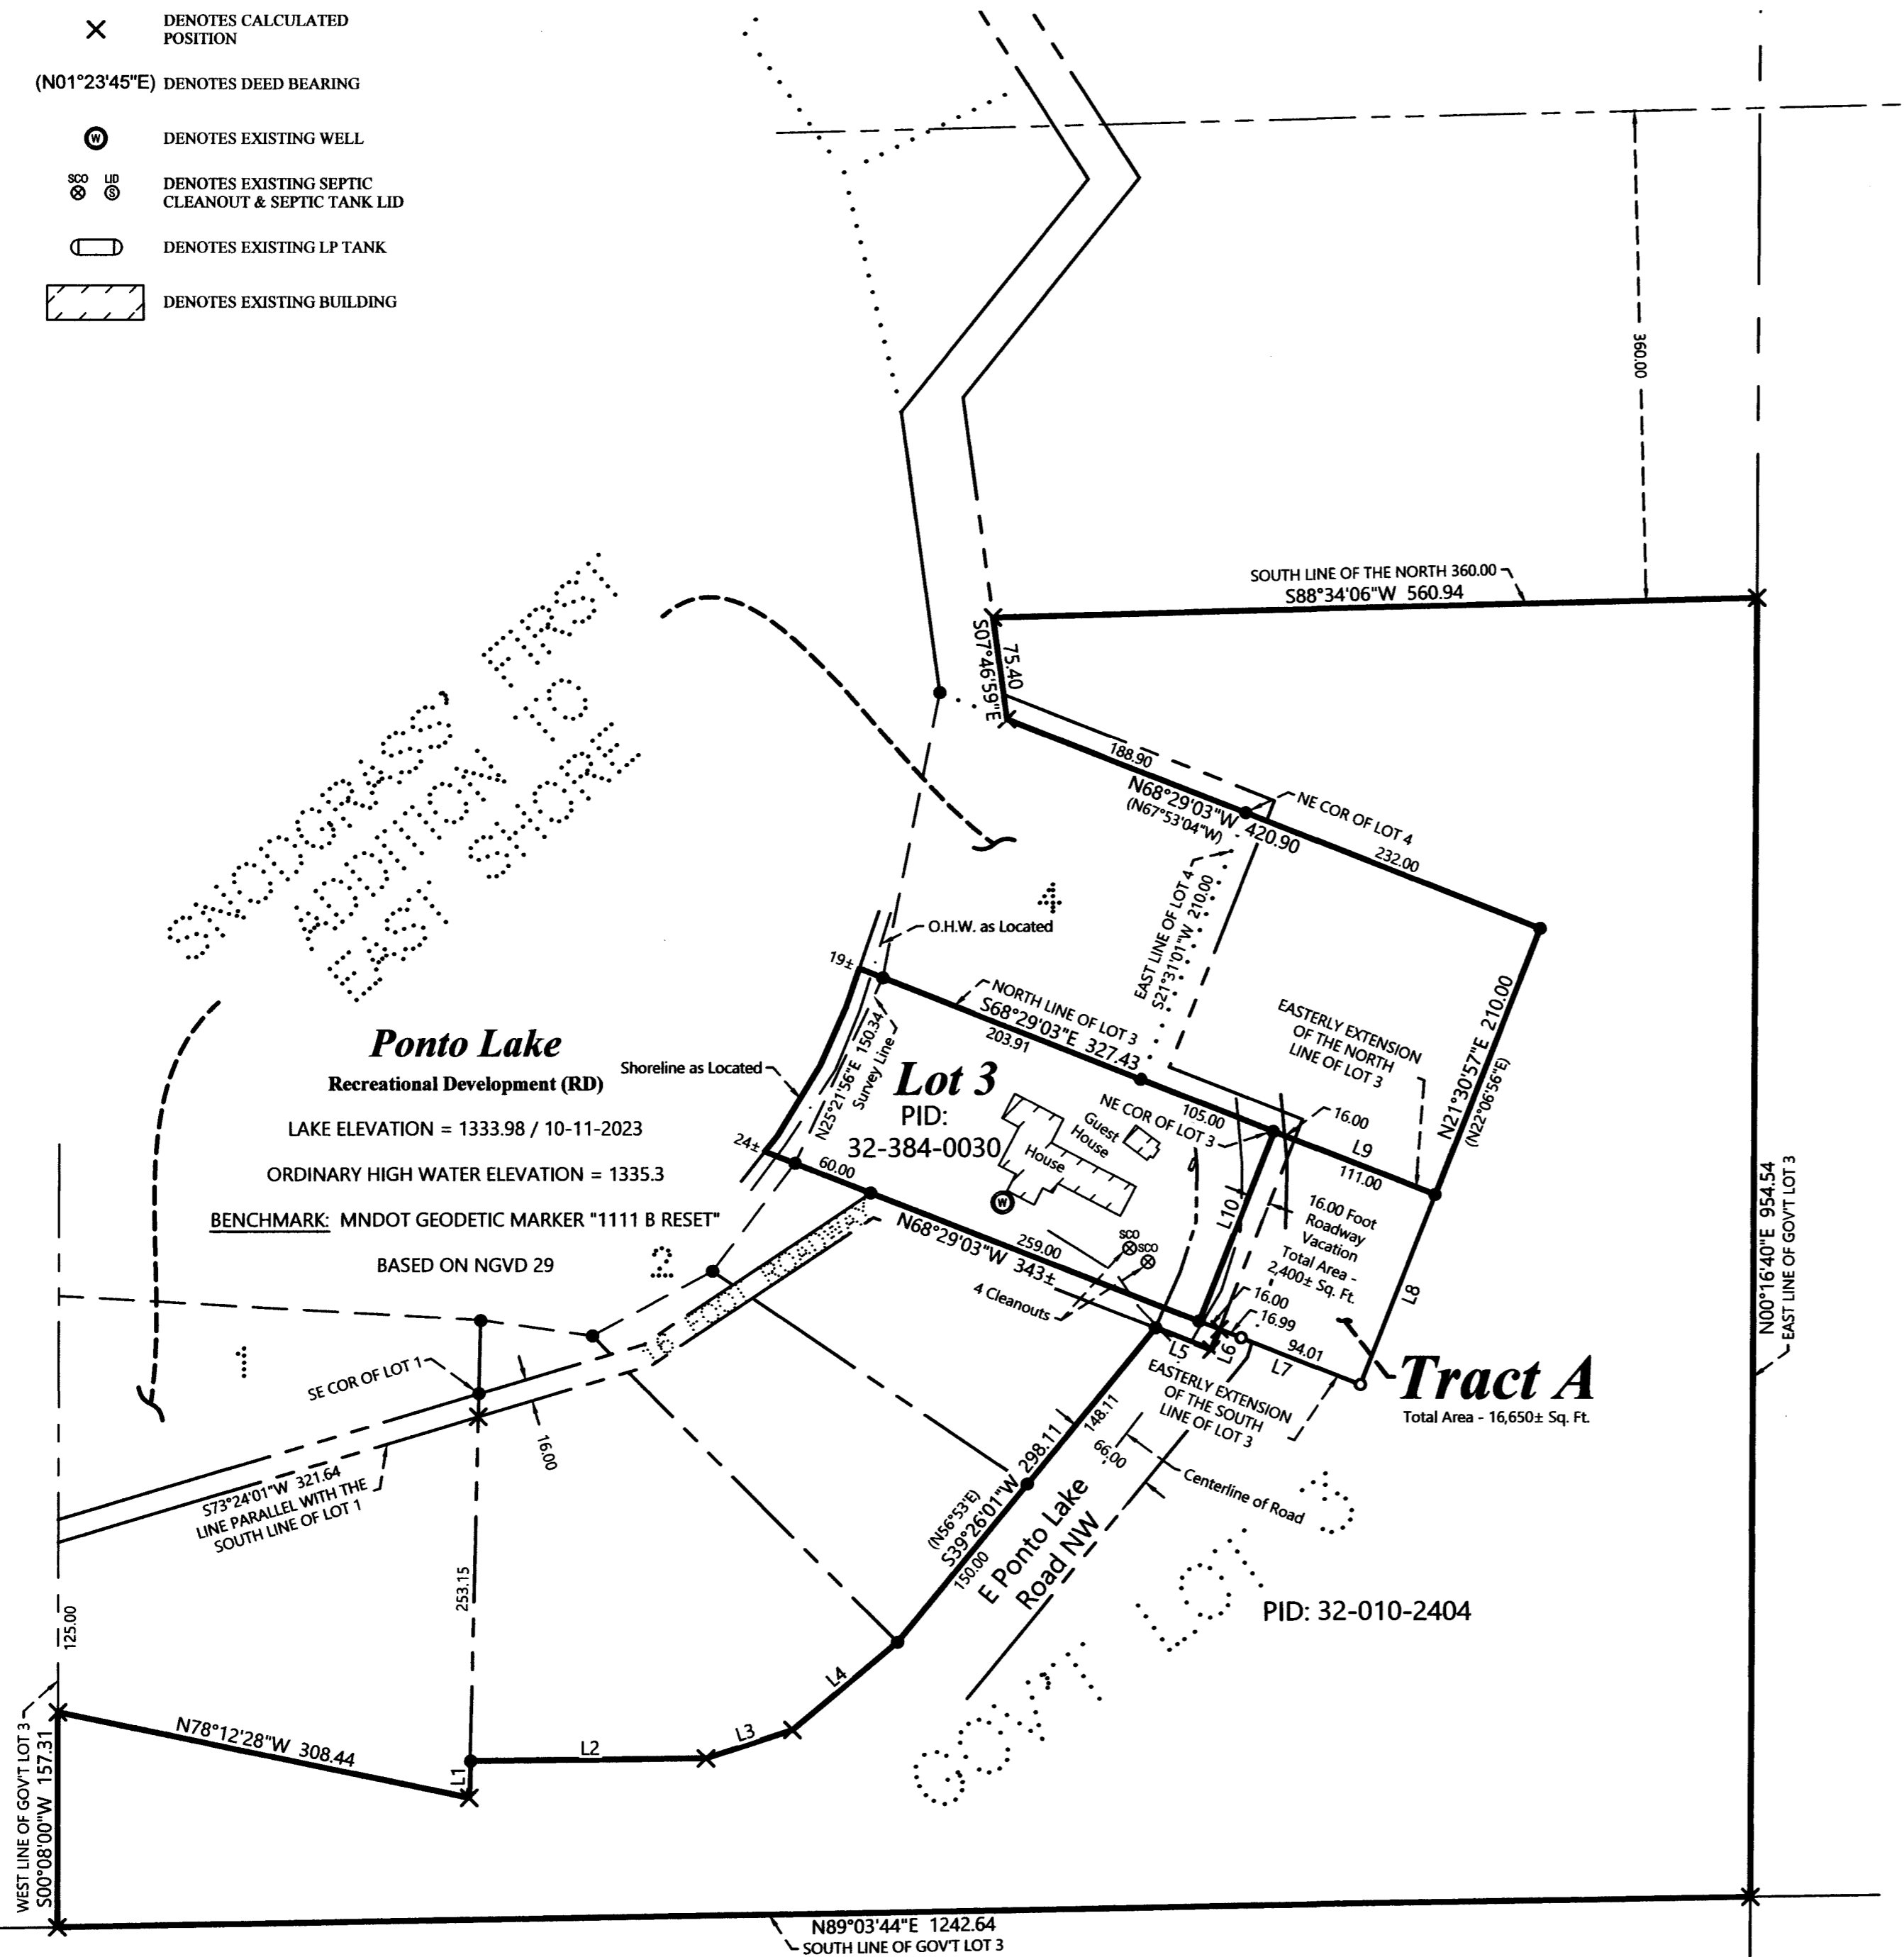 DENOTES CALCULATED
POSITION
(N01°23'45"E) DENOTES DEED BEARING
W DENOTES EXISTING WELL
SCO LID
S
DENOTES EXISTING SEPTIC
CLEANOUT & SEPTIC TANK LID
DENOTES EXISTING LP TANK
DENOTES EXISTING BUILDING
360.00
SOUTH LINE OF THE NORTH 360.00
S88°34'06"W 560.94
75.40
S07°46'59"E
188.90
N68°29'03"W 420.90
(N67°53'04"W)
NE COR OF LOT 4
232.00
SNODGRASS' FIRST
ADDITION TO
EAST SHORE
4
O.H.W. as Located
19±
EAST LINE OF LOT 4
S21°31'01"W 210.00
NORTH LINE OF LOT 3
S68°29'03"E 327.43
203.91
EASTERLY EXTENSION
OF THE NORTH
LINE OF LOT 3
N21°30'57"E 210.00
(N22°06'56"E)
Ponto Lake
Recreational Development (RD)
LAKE ELEVATION = 1333.98 / 10-11-2023
ORDINARY HIGH WATER ELEVATION = 1335.3
BENCHMARK: MNDOT GEODETIC MARKER "1111 B RESET"
BASED ON NGVD 29
Shoreline as Located
N25°21'56"E 150.34
Survey Line
24±
60.00
Lot 3
PID:
32-384-0030
House
Guest
House
W
NE COR OF LOT 3
105.00
16.00
L9
111.00
L10
16.00 Foot
Roadway
Vacation
Total Area -
2,400± Sq. Ft.
SCO
SCO
259.00
N68°29'03"W 343±
4 Cleanouts
16.00
16.99
94.01
L5
L6
L7
L8
EASTERLY EXTENSION
OF THE SOUTH
LINE OF LOT 3
Tract A
Total Area - 16,650± Sq. Ft.
N00°16'40"E 954.54
EAST LINE OF GOV'T LOT 3
2
16 FOOT ROADWAY
1
SE COR OF LOT 1
16.00
S73°24'01"W 321.64
LINE PARALLEL WITH THE
SOUTH LINE OF LOT 1
148.11
66.00
Centerline of Road
(N56°53'E)
S39°26'01"W 298.11
150.00
E Ponto Lake
Road NW
GOV'T LOT 3
PID: 32-010-2404
253.15
125.00
WEST LINE OF GOV'T LOT 3
S00°08'00"W 157.31
N78°12'28"W 308.44
L1
L2
L3
L4
N89°03'44"E 1242.64
SOUTH LINE OF GOV'T LOT 3